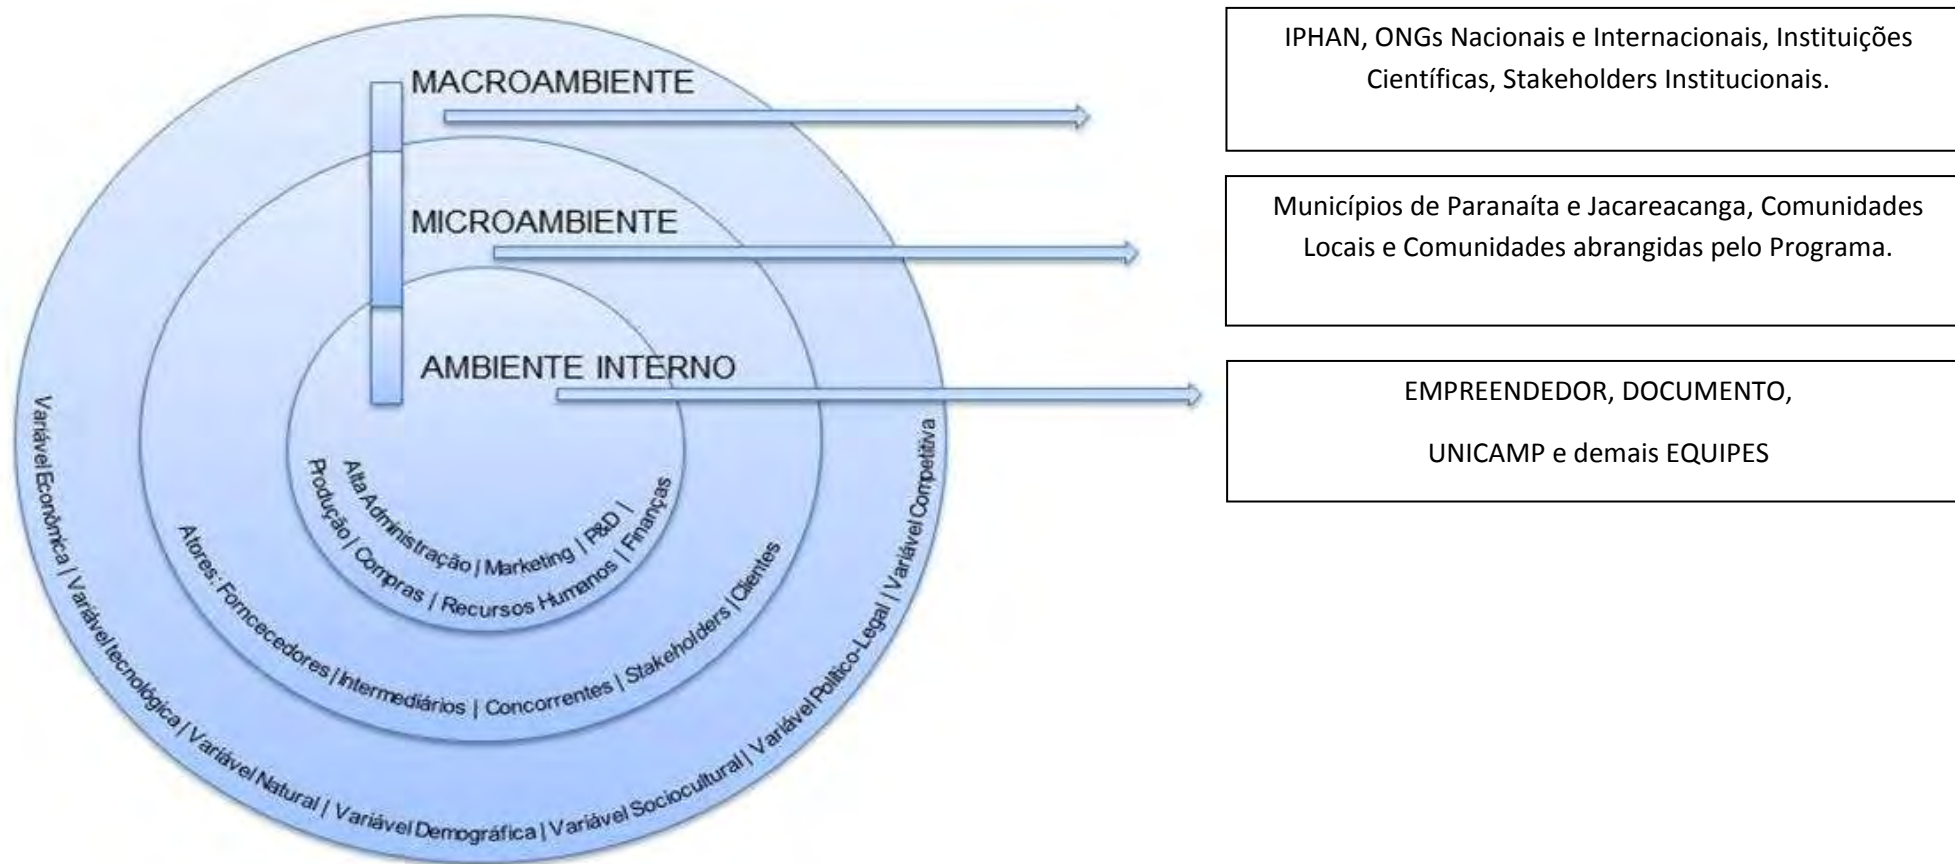 MACROAMBIENTE
IPHAN, ONGs Nacionais e Internacionais, Instituições
Científicas, Stakeholders Institucionais.
MICROAMBIENTE
Municípios de Paranaíta e Jacareacanga, Comunidades
Locais e Comunidades abrangidas pelo Programa.
AMBIENTE INTERNO
EMPREENDEDOR, DOCUMENTO,
UNICAMP e demais EQUIPES
Alta Administração | Marketing | P&D |
Produção | Compras | Recursos Humanos | Finanças
Atores: Forncecedores | Intermediários | Concorrentes | Stakeholders | Clientes
Variável Econômica | Variável tecnológica | Variável Natural | Variável Demográfica | Variável Sociocultural | Variável Político-Legal | Variável Competitiva